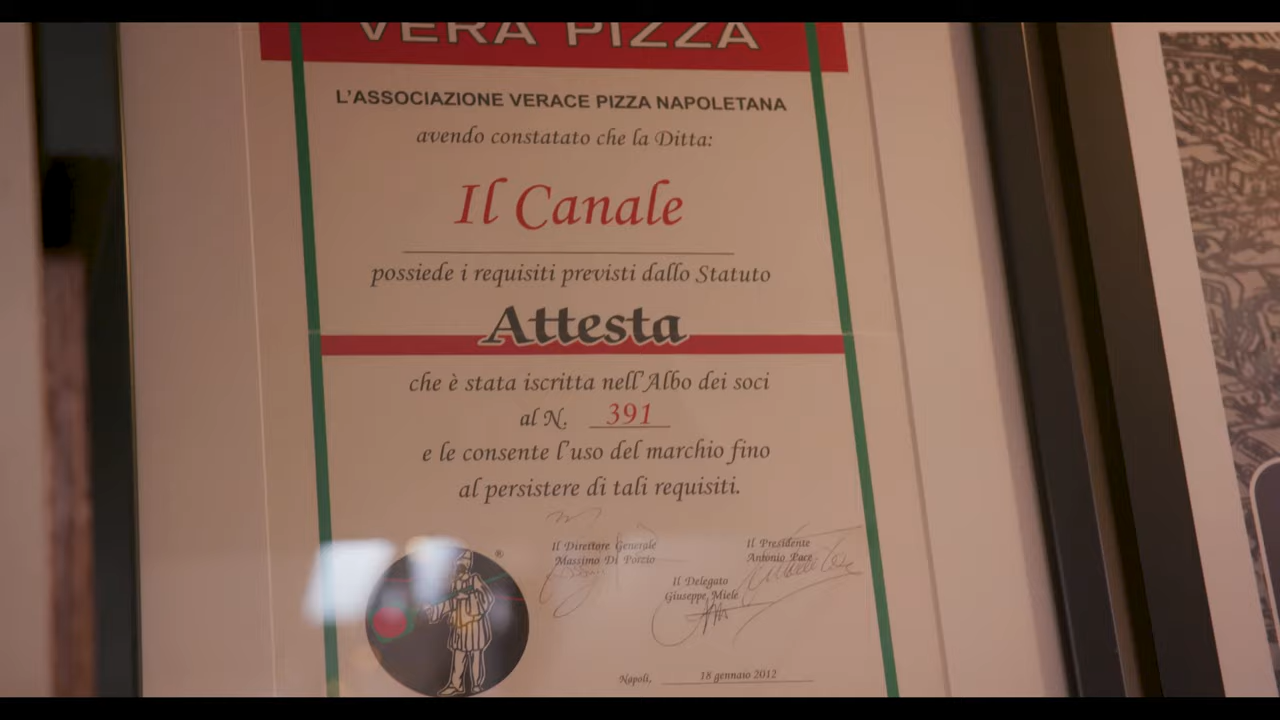 VERA PIZZA
L'ASSOCIAZIONE VERACE PIZZA NAPOLETANA
avendo constatato che la Ditta:
Il Canale
possiede i requisiti previsti dallo Statuto
Attesta
che è stata iscritta nell'Albo dei soci
al N. 391
e le consente l'uso del marchio fino
al persistere di tali requisiti.
Il Direttore Generale
Massimo Di Porzio
Il Presidente
Antonio Pace
Il Delegato
Giuseppe Miele
®
Napoli, 18 gennaio 2012